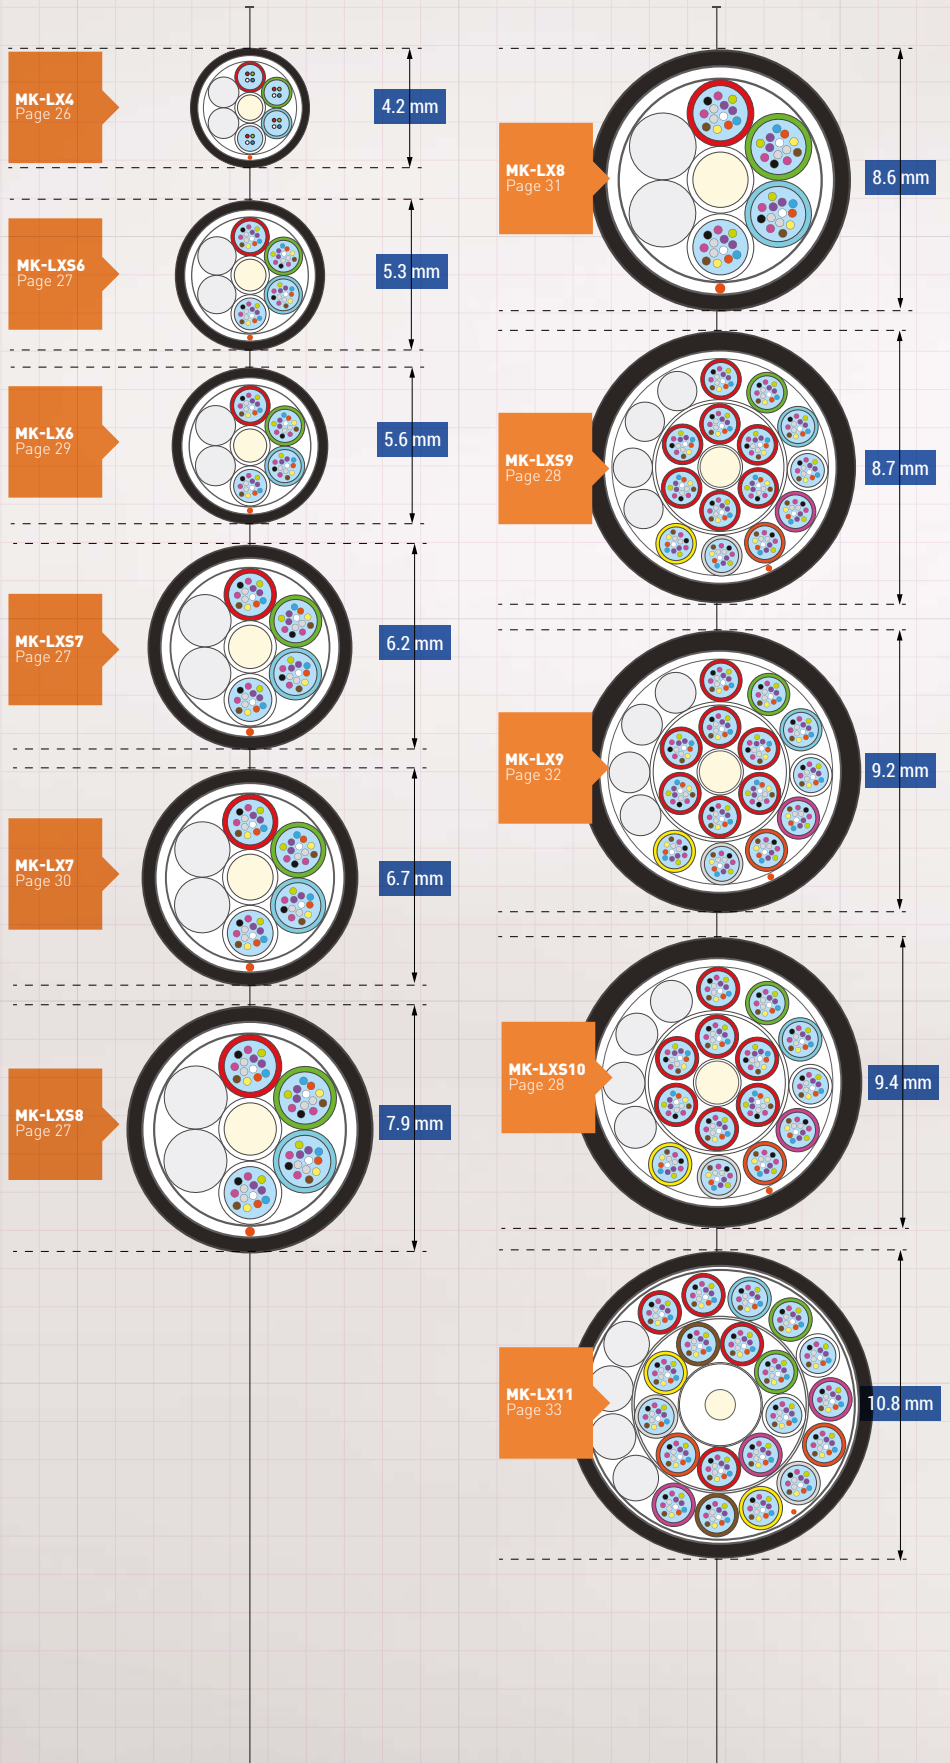 MK-LX4
Page 26
4.2 mm
MK-LXS6
Page 27
5.3 mm
MK-LX6
Page 29
5.6 mm
MK-LXS7
Page 27
6.2 mm
MK-LX7
Page 30
6.7 mm
MK-LXS8
Page 27
7.9 mm
MK-LX8
Page 31
8.6 mm
MK-LXS9
Page 28
8.7 mm
MK-LX9
Page 32
9.2 mm
MK-LXS10
Page 28
9.4 mm
MK-LX11
Page 33
10.8 mm